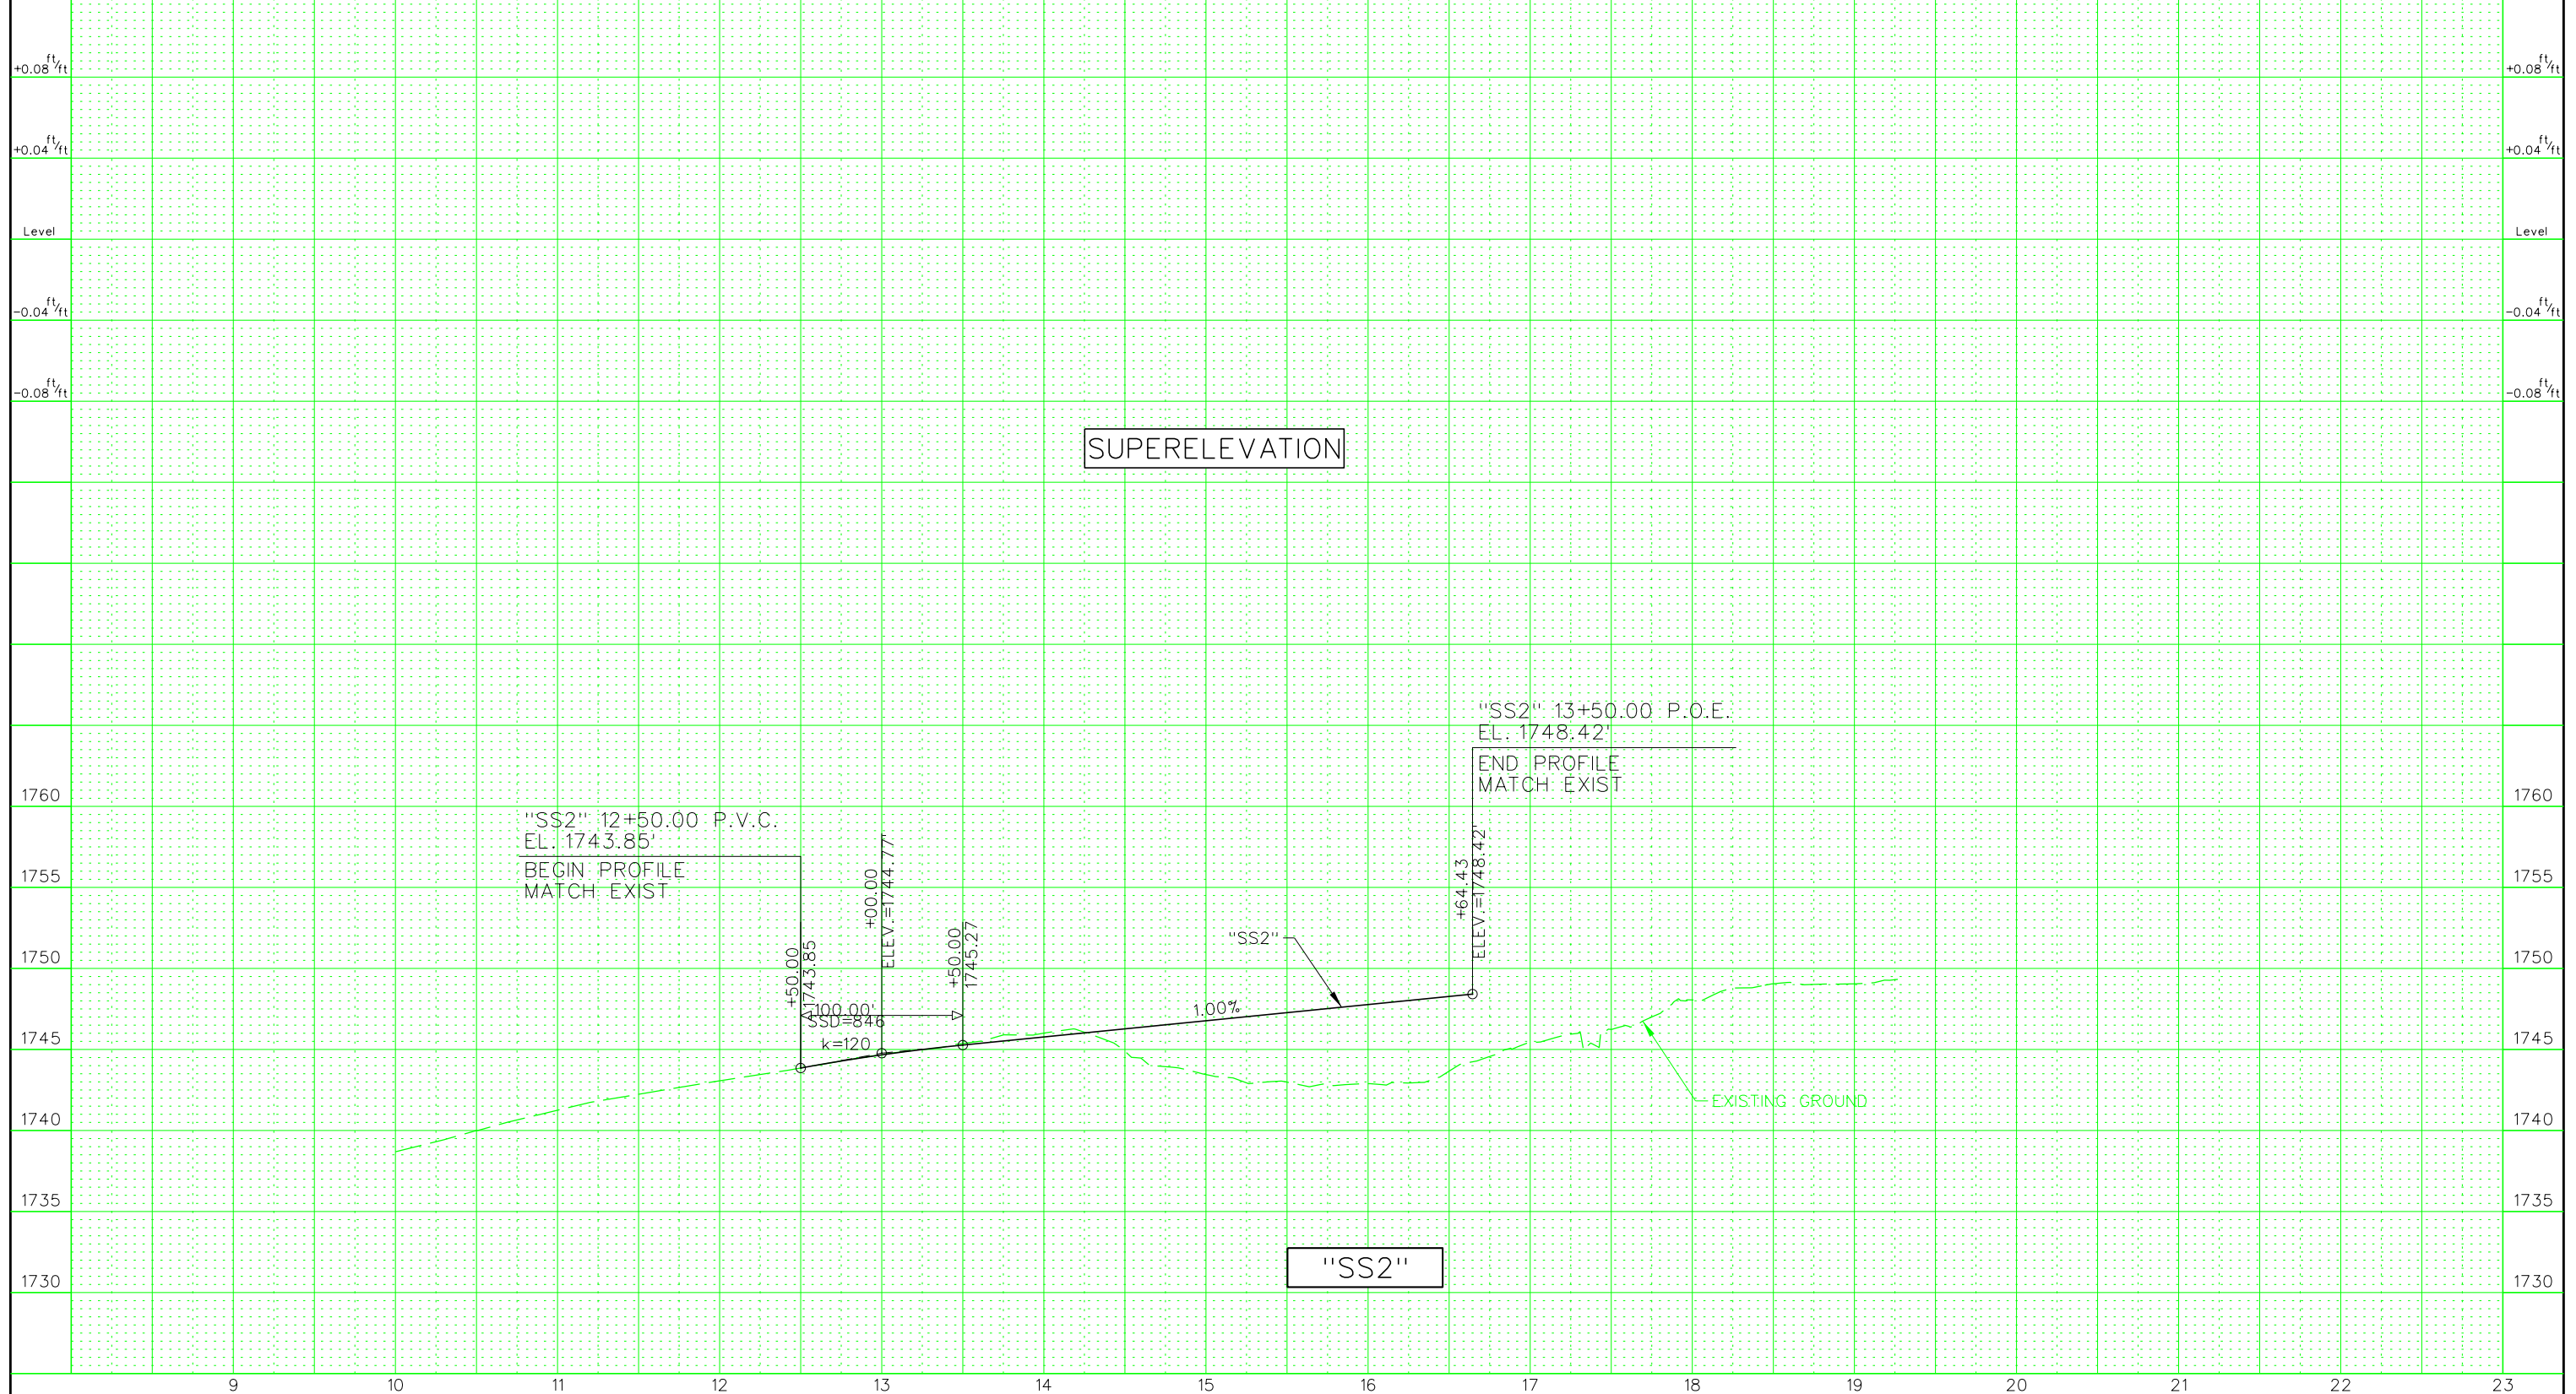 +0.08 ft/ft
+0.08 ft/ft
+0.04 ft/ft
+0.04 ft/ft
Level
Level
-0.04 ft/ft
-0.04 ft/ft
-0.08 ft/ft
-0.08 ft/ft
SUPERELEVATION
"SS2" 13+50.00 P.O.E.
EL. 1748.42'
END PROFILE
MATCH EXIST
1760
1760
"SS2" 12+50.00 P.V.C.
EL. 1743.85'
BEGIN PROFILE
MATCH EXIST
1755
1755
+50.00
1743.85
+00.00
ELEV.=1744.77'
+50.00
1745.27
+64.43
ELEV.=1748.42'
"SS2"
1750
1750
100.00'
SSD=846
k=120
1.00%
1745
1745
EXISTING GROUND
1740
1740
1735
1735
"SS2"
1730
1730
9 10 11 12 13 14 15 16 17 18 19 20 21 22 23